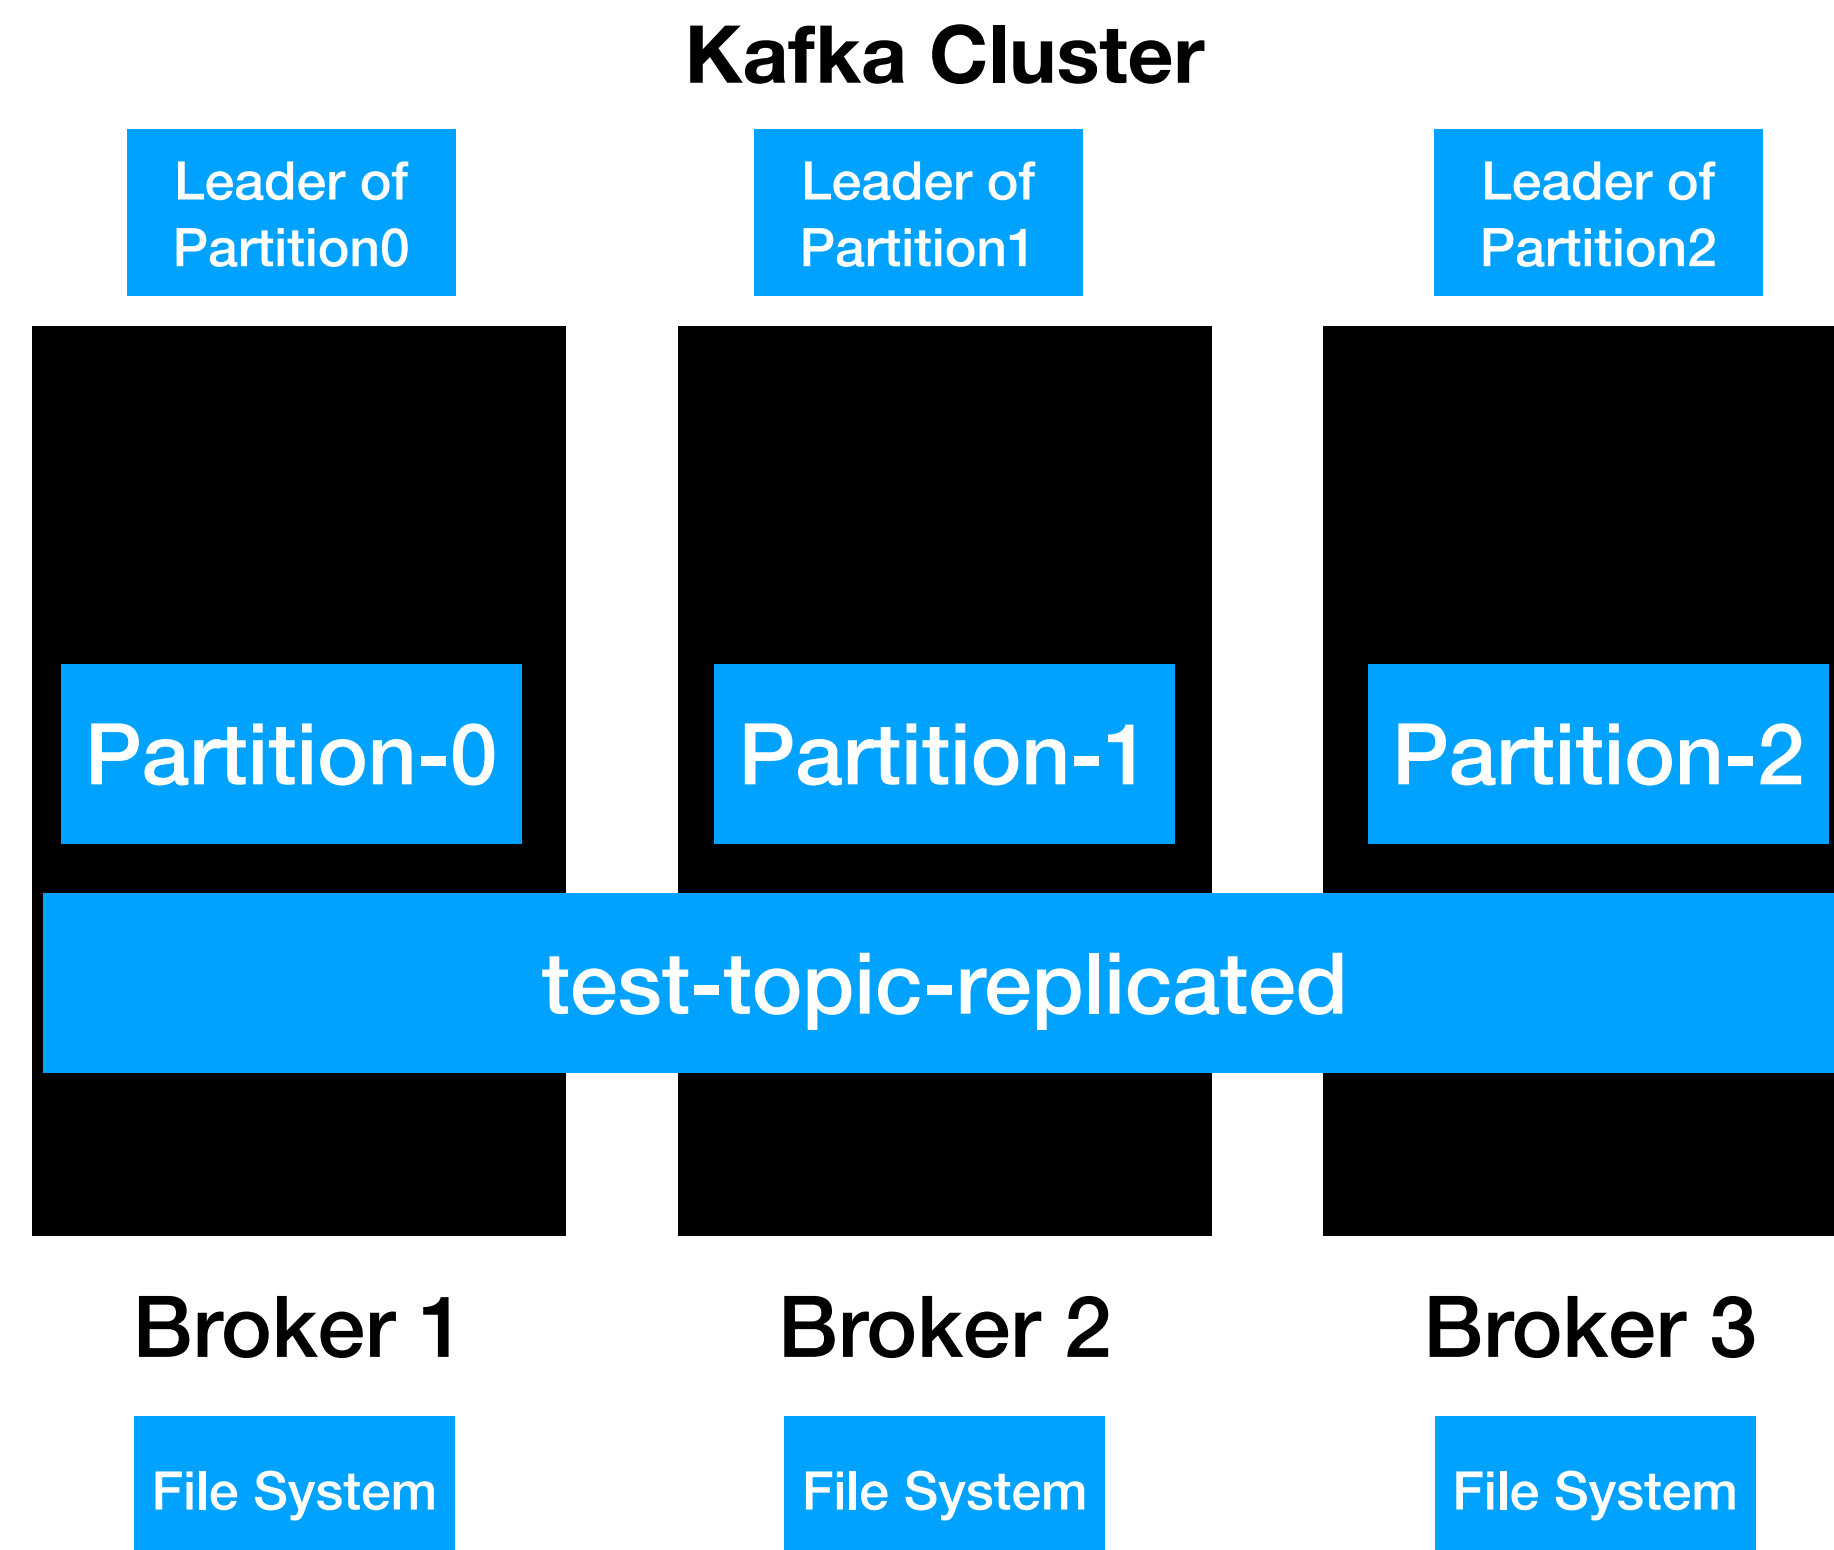 Kafka Cluster
Leader of
Partition0
Leader of
Partition1
Leader of
Partition2
Partition-0
Partition-1
Partition-2
test-topic-replicated
Broker 1
Broker 2
Broker 3
File System
File System
File System